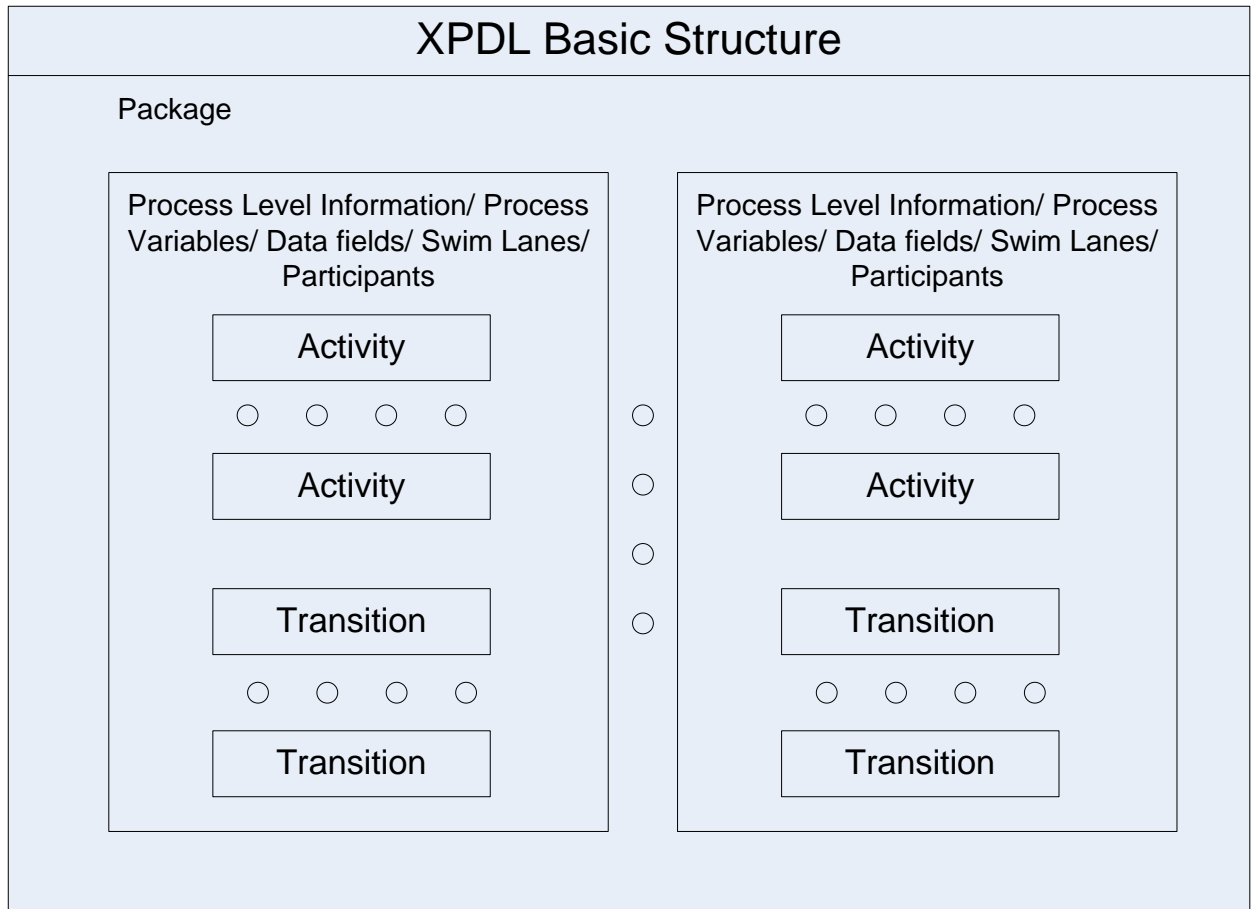 XPDL Basic Structure
Package
Process Level Information/ Process
Variables/ Data fields/ Swim Lanes/
Participants
Activity
Activity
Transition
Transition
Process Level Information/ Process
Variables/ Data fields/ Swim Lanes/
Participants
Activity
Activity
Transition
Transition